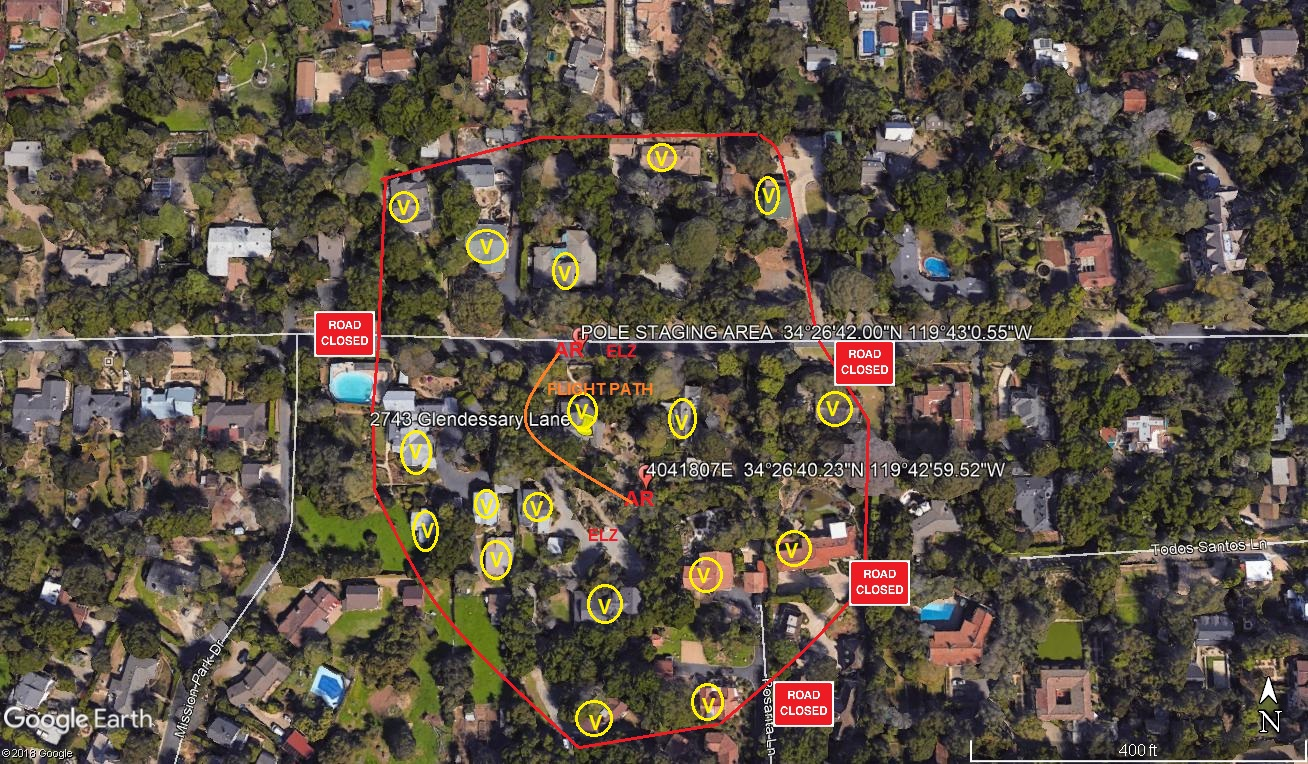 V
V
V
V
V
ROAD
CLOSED
POLE STAGING AREA 34°26'42.00"N 119°43'0.55"W
AR
ELZ
ROAD
CLOSED
FLIGHT PATH
V
V
V
2743 Glendessary Lane
V
4041807E 34°26'40.23"N 119°42'59.52"W
AR
V
V
V
ELZ
V
V
V
V
Todos Santos Ln
ROAD
CLOSED
V
Mission Park Dr
Rosanta Ln
ROAD
CLOSED
V
V
Google Earth
N
©2018 Google
400 ft